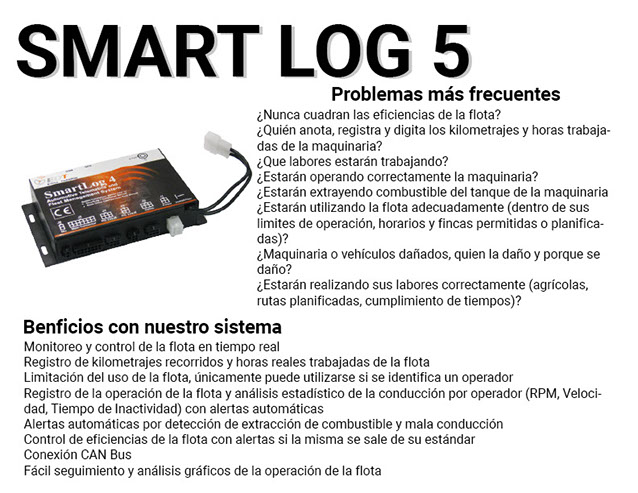 SMART LOG 5
Problemas más frecuentes
¿Nunca cuadran las eficiencias de la flota?
¿Quién anota, registra y digita los kilometrajes y horas trabaja-
das de la maquinaria?
¿Que labores estarán trabajando?
¿Estarán operando correctamente la maquinaria?
¿Estarán extrayendo combustible del tanque de la maquinaria
¿Estarán utilizando la flota adecuadamente (dentro de sus
limites de operación, horarios y fincas permitidas o planifica-
das)?
¿Maquinaria o vehículos dañados, quien la daño y porque se
daño?
¿Estarán realizando sus labores correctamente (agrícolas,
rutas planificadas, cumplimiento de tiempos)?
SmartLog 4
Automotive Telemetry and
Fleet Management System
CE
Benficios con nuestro sistema
Monitoreo y control de la flota en tiempo real
Registro de kilometrajes recorridos y horas reales trabajadas de la flota
Limitación del uso de la flota, únicamente puede utilizarse si se identifica un operador
Registro de la operación de la flota y análisis estadístico de la conducción por operador (RPM, Veloci-
dad, Tiempo de Inactividad) con alertas automáticas
Alertas automáticas por detección de extracción de combustible y mala conducción
Control de eficiencias de la flota con alertas si la misma se sale de su estándar
Conexión CAN Bus
Fácil seguimiento y análisis gráficos de la operación de la flota